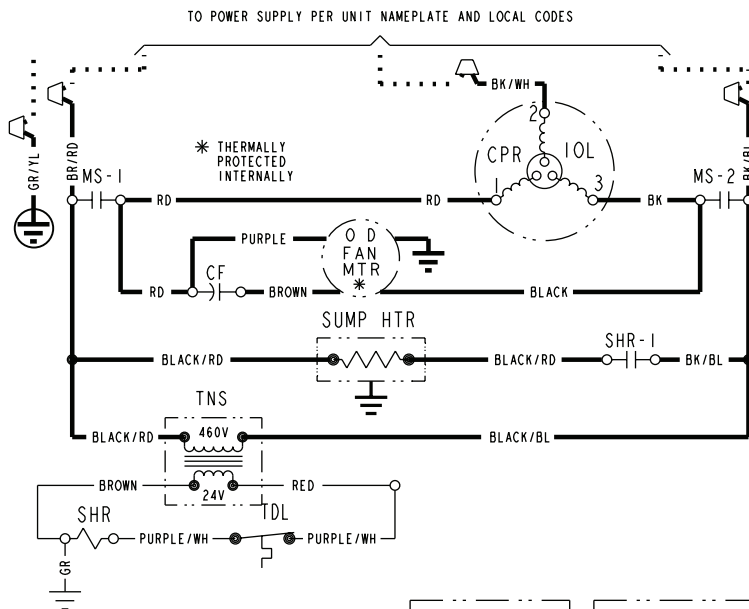 TO POWER SUPPLY PER UNIT NAMEPLATE AND LOCAL CODES
BK/WH
GR/YL
BR/RD
BK/BL
* THERMALLY
PROTECTED
INTERNALLY
2
CPR
IOL
1
3
MS-1
MS-2
RD
RD
BK
PURPLE
O D
FAN
MTR
*
CF
RD
BROWN
BLACK
SUMP HTR
SHR-1
BLACK/RD
BLACK/RD
BK/BL
TNS
460V
BLACK/RD
BLACK/BL
BROWN
24V
RED
SHR
TDL
PURPLE/WH
PURPLE/WH
GR